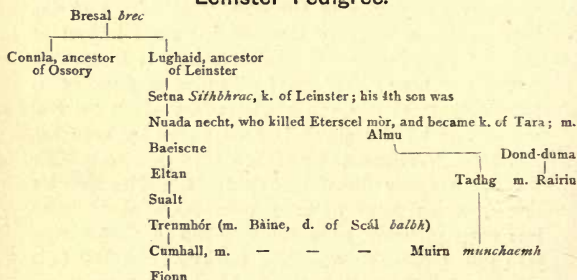 Leinster Pedigree.
Bresal brec
Connla, ancestor
of Ossory
Lughaid, ancestor
of Leinster
Setna Sithbhrac, k. of Leinster; his 4th son was
Nuada necht, who killed Eterscel mòr, and became k. of Tara; m.
Almu
Baeiscne
Dond-duma
Eltan
Tadhg m. Rairiu
Sualt
Trenmhór (m. Bàine, d. of Scál balbh)
Cumhall, m. — — — Muirn munchaemh
Fionn